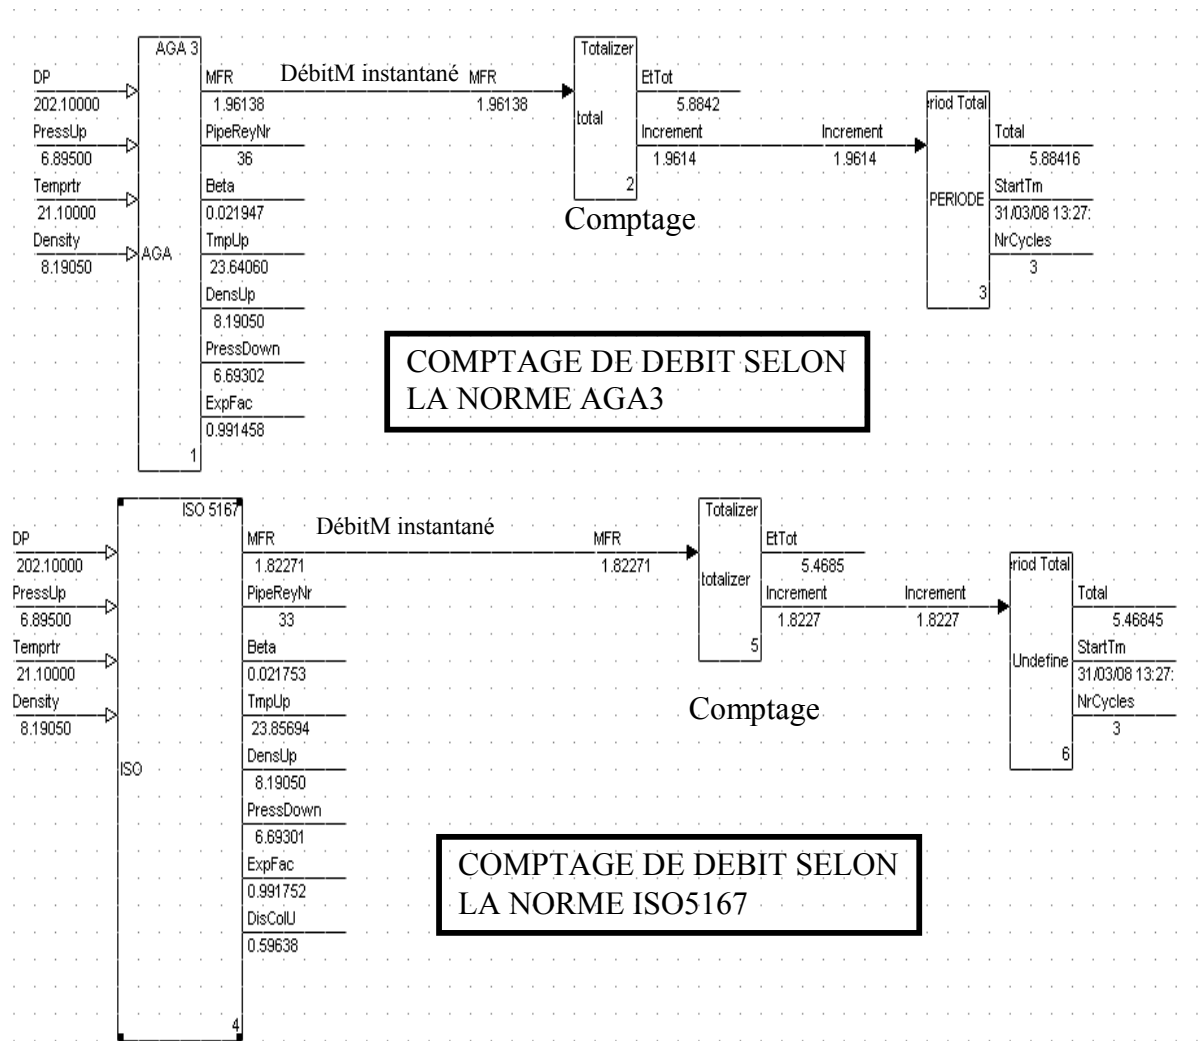 AGA 3
Totalizer
DP
MFR
DébitM instantané
MFR
EtTot
202.10000
1.96138
1.96138
5.8842
eriod Total
PressUp
PipeReyNr
total
Increment
Increment
Total
6.89500
36
1.9614
1.9614
5.88416
Temprtr
Beta
2
PERIODE
StartTm
21.10000
0.021947
Comptage
31/03/08 13:27:
Density
TmpUp
NrCycles
8.19050
AGA
23.64060
3
DensUp
3
8.19050
PressDown
6.69302
ExpFac
0.991458
1
COMPTAGE DE DEBIT SELON
LA NORME AGA3
ISO 5167
Totalizer
DP
MFR
DébitM instantané
MFR
EtTot
202.10000
1.82271
1.82271
5.4685
eriod Total
PressUp
PipeReyNr
totalizer
Increment
Increment
Total
6.89500
33
1.8227
1.8227
5.46845
Temprtr
Beta
5
Undefine
StartTm
21.10000
0.021753
31/03/08 13:27:
Density
TmpUp
Comptage
NrCycles
8.19050
23.85694
3
ISO
DensUp
6
8.19050
PressDown
6.69301
ExpFac
0.991752
DisCoIU
0.59638
4
COMPTAGE DE DEBIT SELON
LA NORME ISO5167